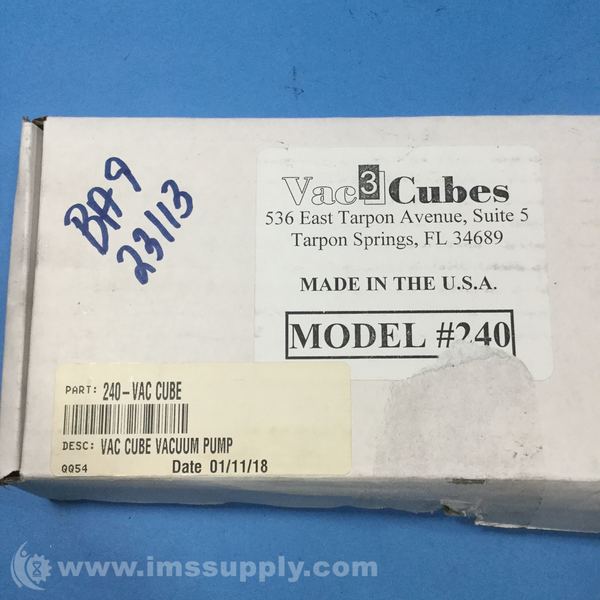 BA9
23113
Vac 3 Cubes
536 East Tarpon Avenue, Suite 5
Tarpon Springs, FL 34689
MADE IN THE U.S.A.
MODEL #240
PART: 240-VAC CUBE
DESC: VAC CUBE VACUUM PUMP
QQ54 Date 01/11/18
© www.imssupply.com/